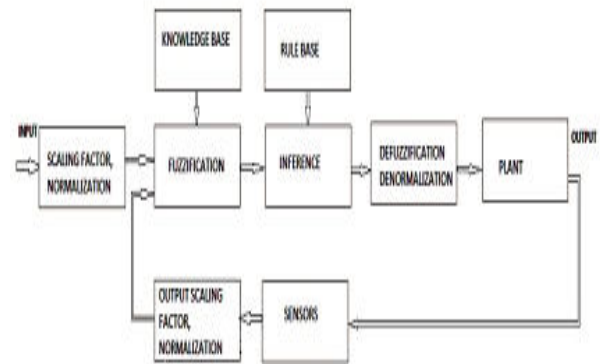 KNOWLEDGE BASE
RULE BASE
INPUT
SCALING FACTOR,
NORMALIZATION
FUZZIFICATION
INFERENCE
DEFUZZIFICATION
DENORMALIZATION
PLANT
OUTPUT
OUTPUT SCALING
FACTOR,
NORMALIZATION
SENSORS